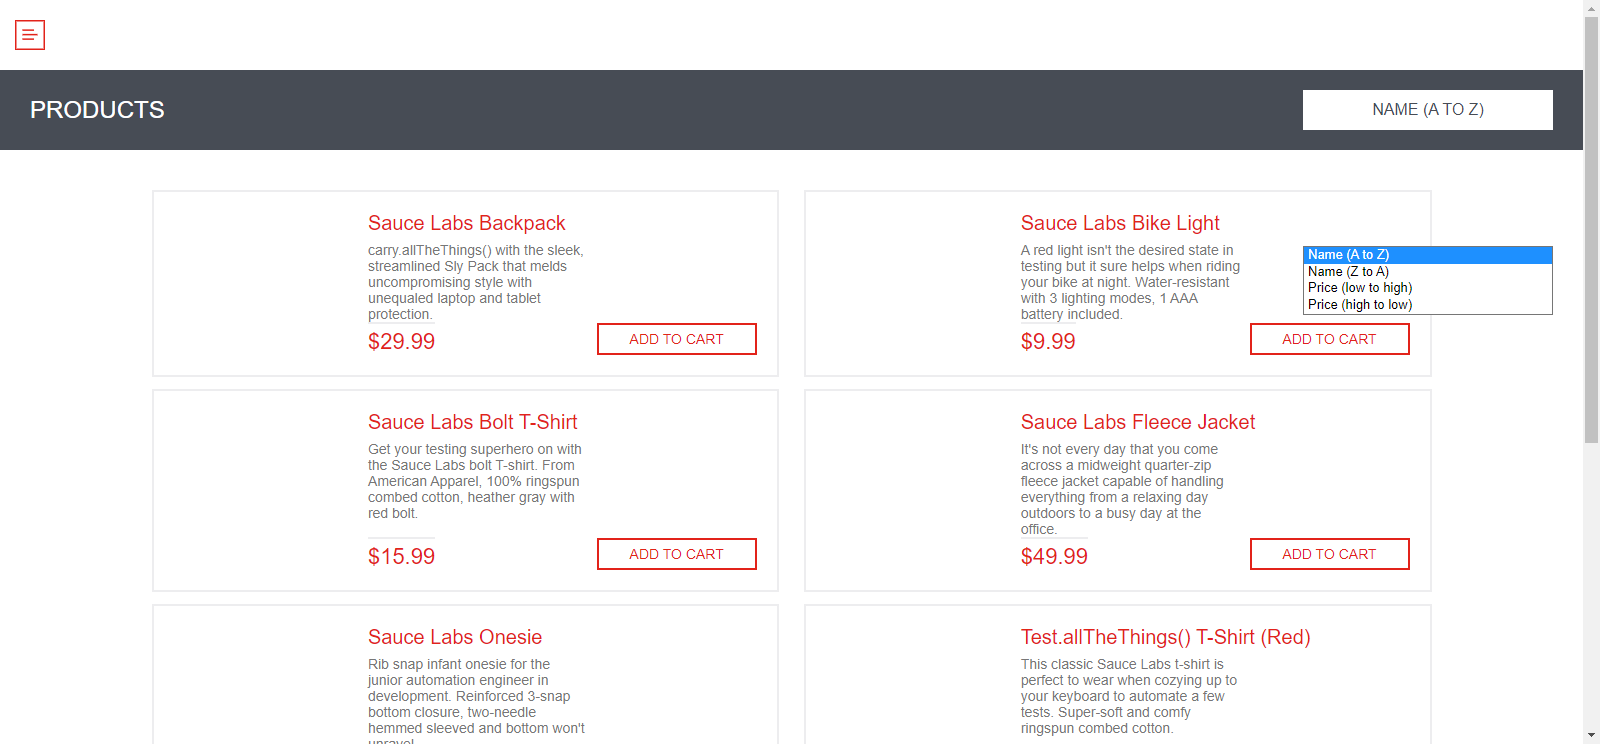 PRODUCTS
NAME (A TO Z)
Sauce Labs Backpack
carry.allTheThings() with the sleek,
streamlined Sly Pack that melds
uncompromising style with
unequaled laptop and tablet
protection.
$29.99
ADD TO CART
Sauce Labs Bike Light
A red light isn't the desired state in
testing but it sure helps when riding
your bike at night. Water-resistant
with 3 lighting modes, 1 AAA
battery included.
$9.99
ADD TO CART
Name (A to Z)
Name (Z to A)
Price (low to high)
Price (high to low)
Sauce Labs Bolt T-Shirt
Get your testing superhero on with
the Sauce Labs bolt T-shirt. From
American Apparel, 100% ringspun
combed cotton, heather gray with
red bolt.
$15.99
ADD TO CART
Sauce Labs Fleece Jacket
It's not every day that you come
across a midweight quarter-zip
fleece jacket capable of handling
everything from a relaxing day
outdoors to a busy day at the
office.
$49.99
ADD TO CART
Sauce Labs Onesie
Rib snap infant onesie for the
junior automation engineer in
development. Reinforced 3-snap
bottom closure, two-needle
hemmed sleeved and bottom won't
unravel.
Test.allTheThings() T-Shirt (Red)
This classic Sauce Labs t-shirt is
perfect to wear when cozying up to
your keyboard to automate a few
tests. Super-soft and comfy
ringspun combed cotton.